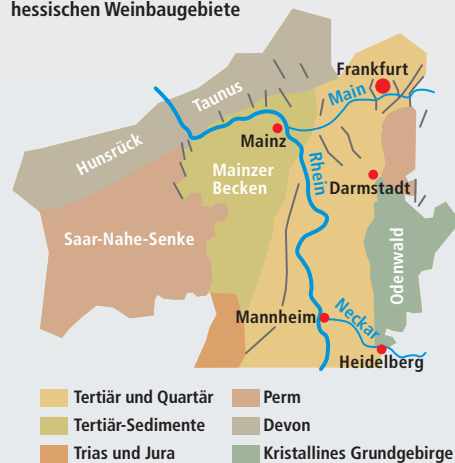 hessischen Weinbaugebiete
Frankfurt
Taunus
Main
Hunsrück
Mainz
Mainzer
Becken
Rhein
Darmstadt
Saar-Nahe-Senke
Odenwald
Mannheim
Neckar
Heidelberg
Tertiär und Quartär
Perm
Tertiär-Sedimente
Devon
Trias und Jura
Kristallines Grundgebirge